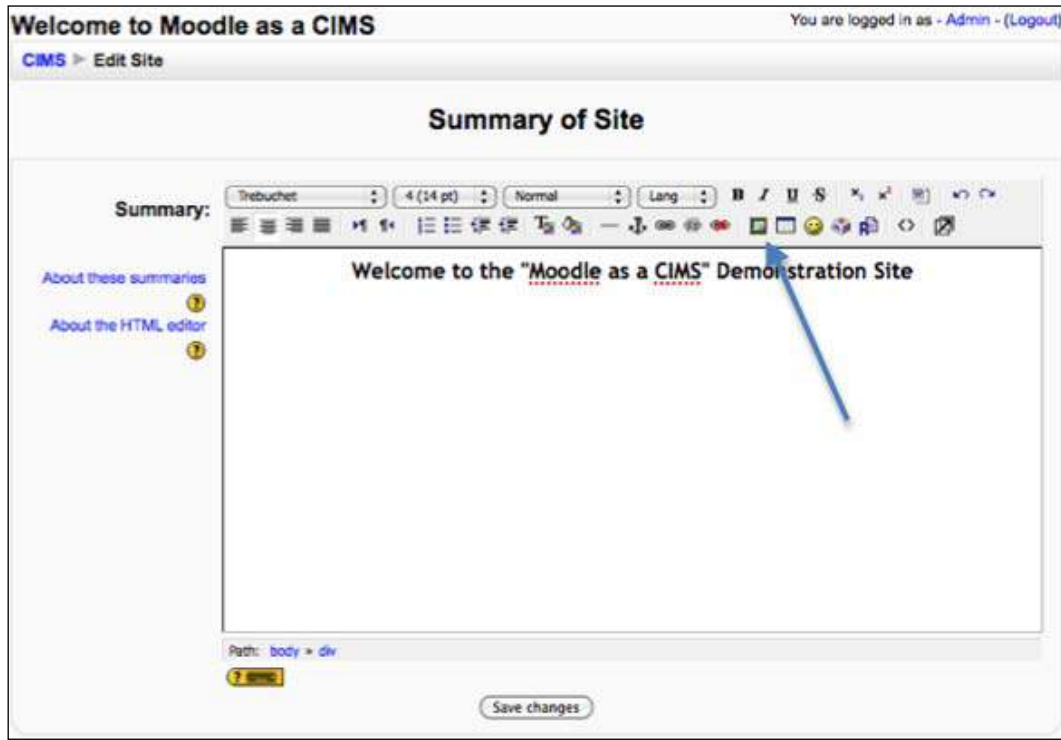 Welcome to Moodle as a CIMS
You are logged in as - Admin - (Logout)
CIMS ► Edit Site
Summary of Site
Summary:
Trebuchet 4 (14 pt) Normal Lang B I U S
About these summaries
About the HTML editor
Welcome to the "Moodle as a CIMS" Demonstration Site
Path: body » div
Save changes